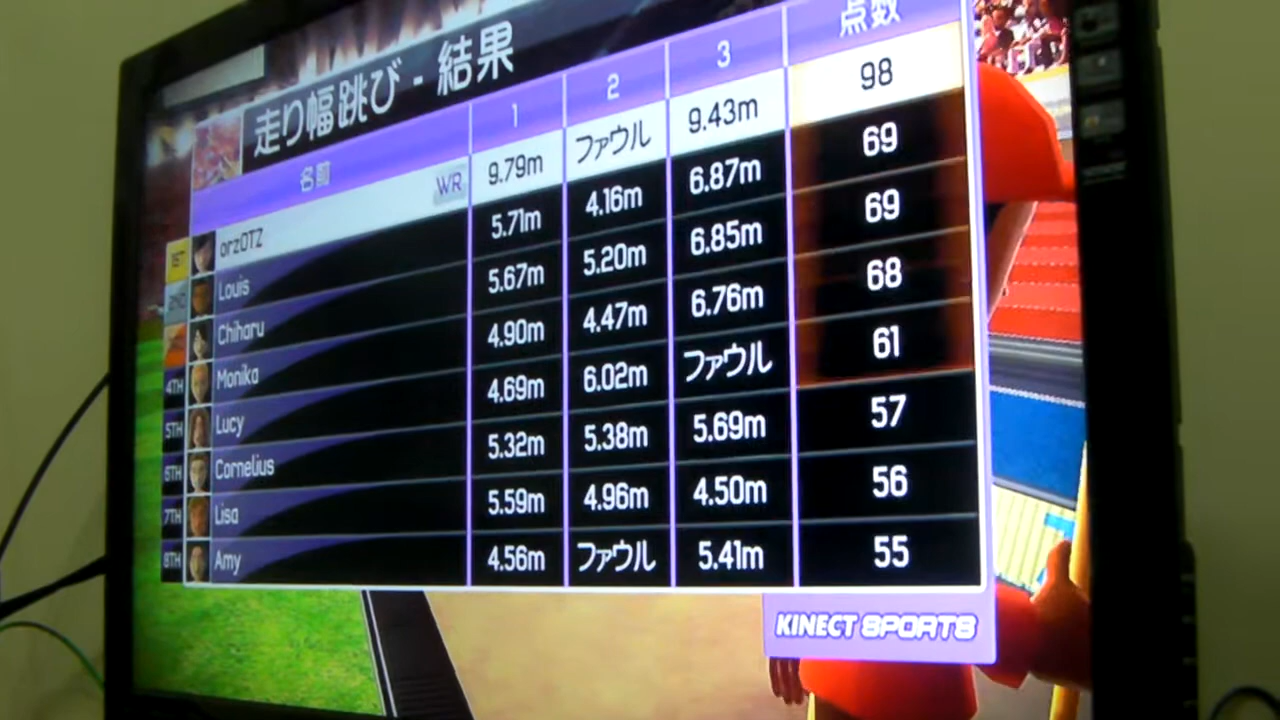 走り幅跳び - 結果
名前 1 2 3 点数
1ST orzOTZ WR 9.79m ファウル 9.43m 98
2ND Louis 5.71m 4.16m 6.87m 69
Chiharu 5.67m 5.20m 6.85m 69
4TH Monika 4.90m 4.47m 6.76m 68
5TH Lucy 4.69m 6.02m ファウル 61
6TH Cornelius 5.32m 5.38m 5.69m 57
7TH Lisa 5.59m 4.96m 4.50m 56
8TH Amy 4.56m ファウル 5.41m 55
KINECT SPORTS